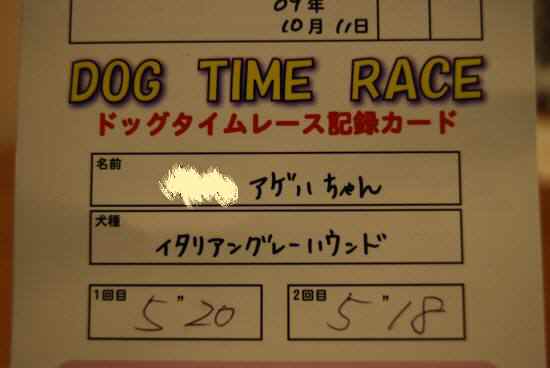 09年
10月11日
DOG TIME RACE
ドッグタイムレース記録カード
名前
アゲハちゃん
犬種
イタリアングレーハウンド
1回目 2回目
5"20 5"18